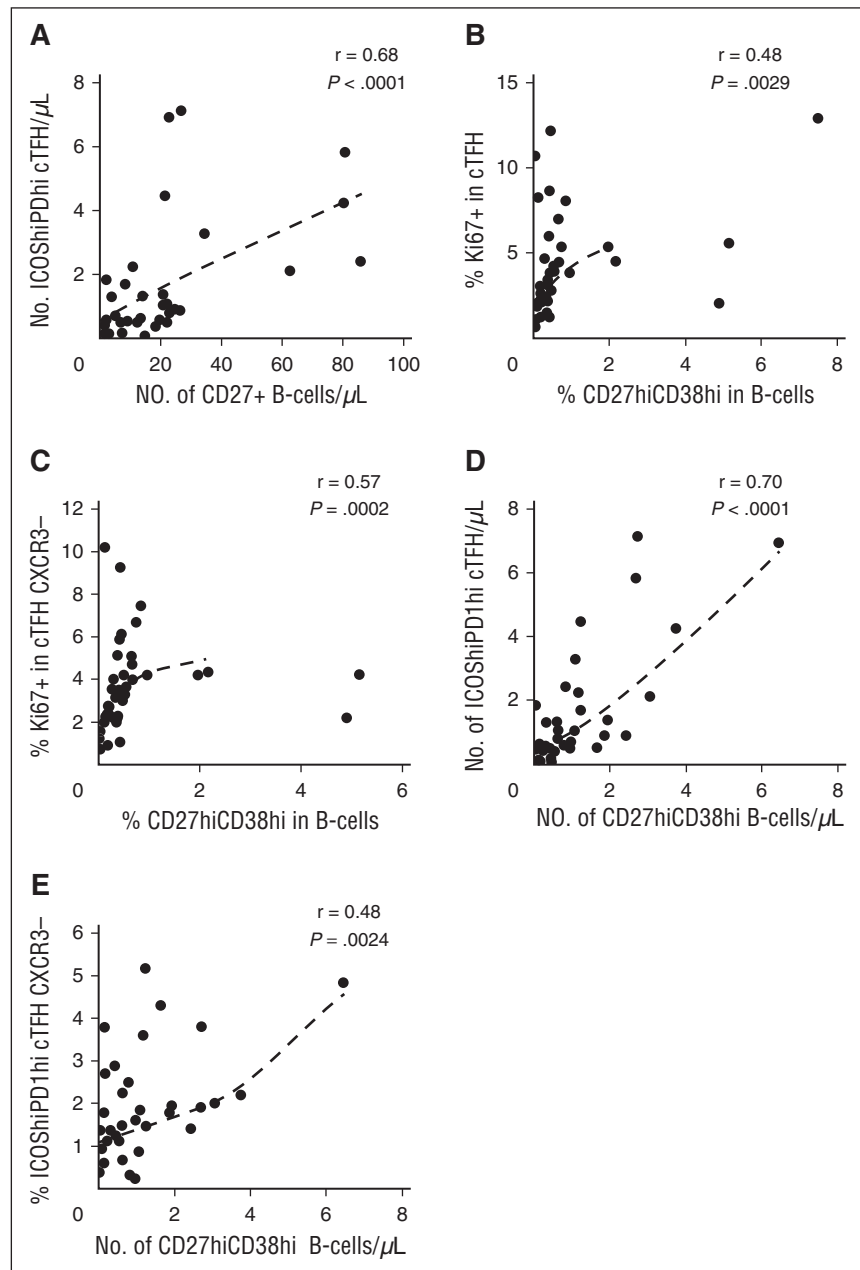 A
r = 0.68
P < .0001
No. ICOShiPDhi cTFH/µL
8
6
4
2
0
20
40
60
80
100
NO. of CD27+ B-cells/µL
B
r = 0.48
P = .0029
% Ki67+ in cTFH
15
10
5
0
2
4
6
8
% CD27hiCD38hi in B-cells
C
r = 0.57
P = .0002
% Ki67+ in cTFH CXCR3–
12
10
8
6
4
2
0
2
4
6
% CD27hiCD38hi in B-cells
D
r = 0.70
P < .0001
No. of ICOShiPD1hi cTFH/µL
8
6
4
2
0
2
4
6
8
NO. of CD27hiCD38hi B-cells/µL
E
r = 0.48
P = .0024
% ICOShiPD1hi cTFH CXCR3–
6
5
4
3
2
1
0
2
4
6
8
No. of CD27hiCD38hi B-cells/µL